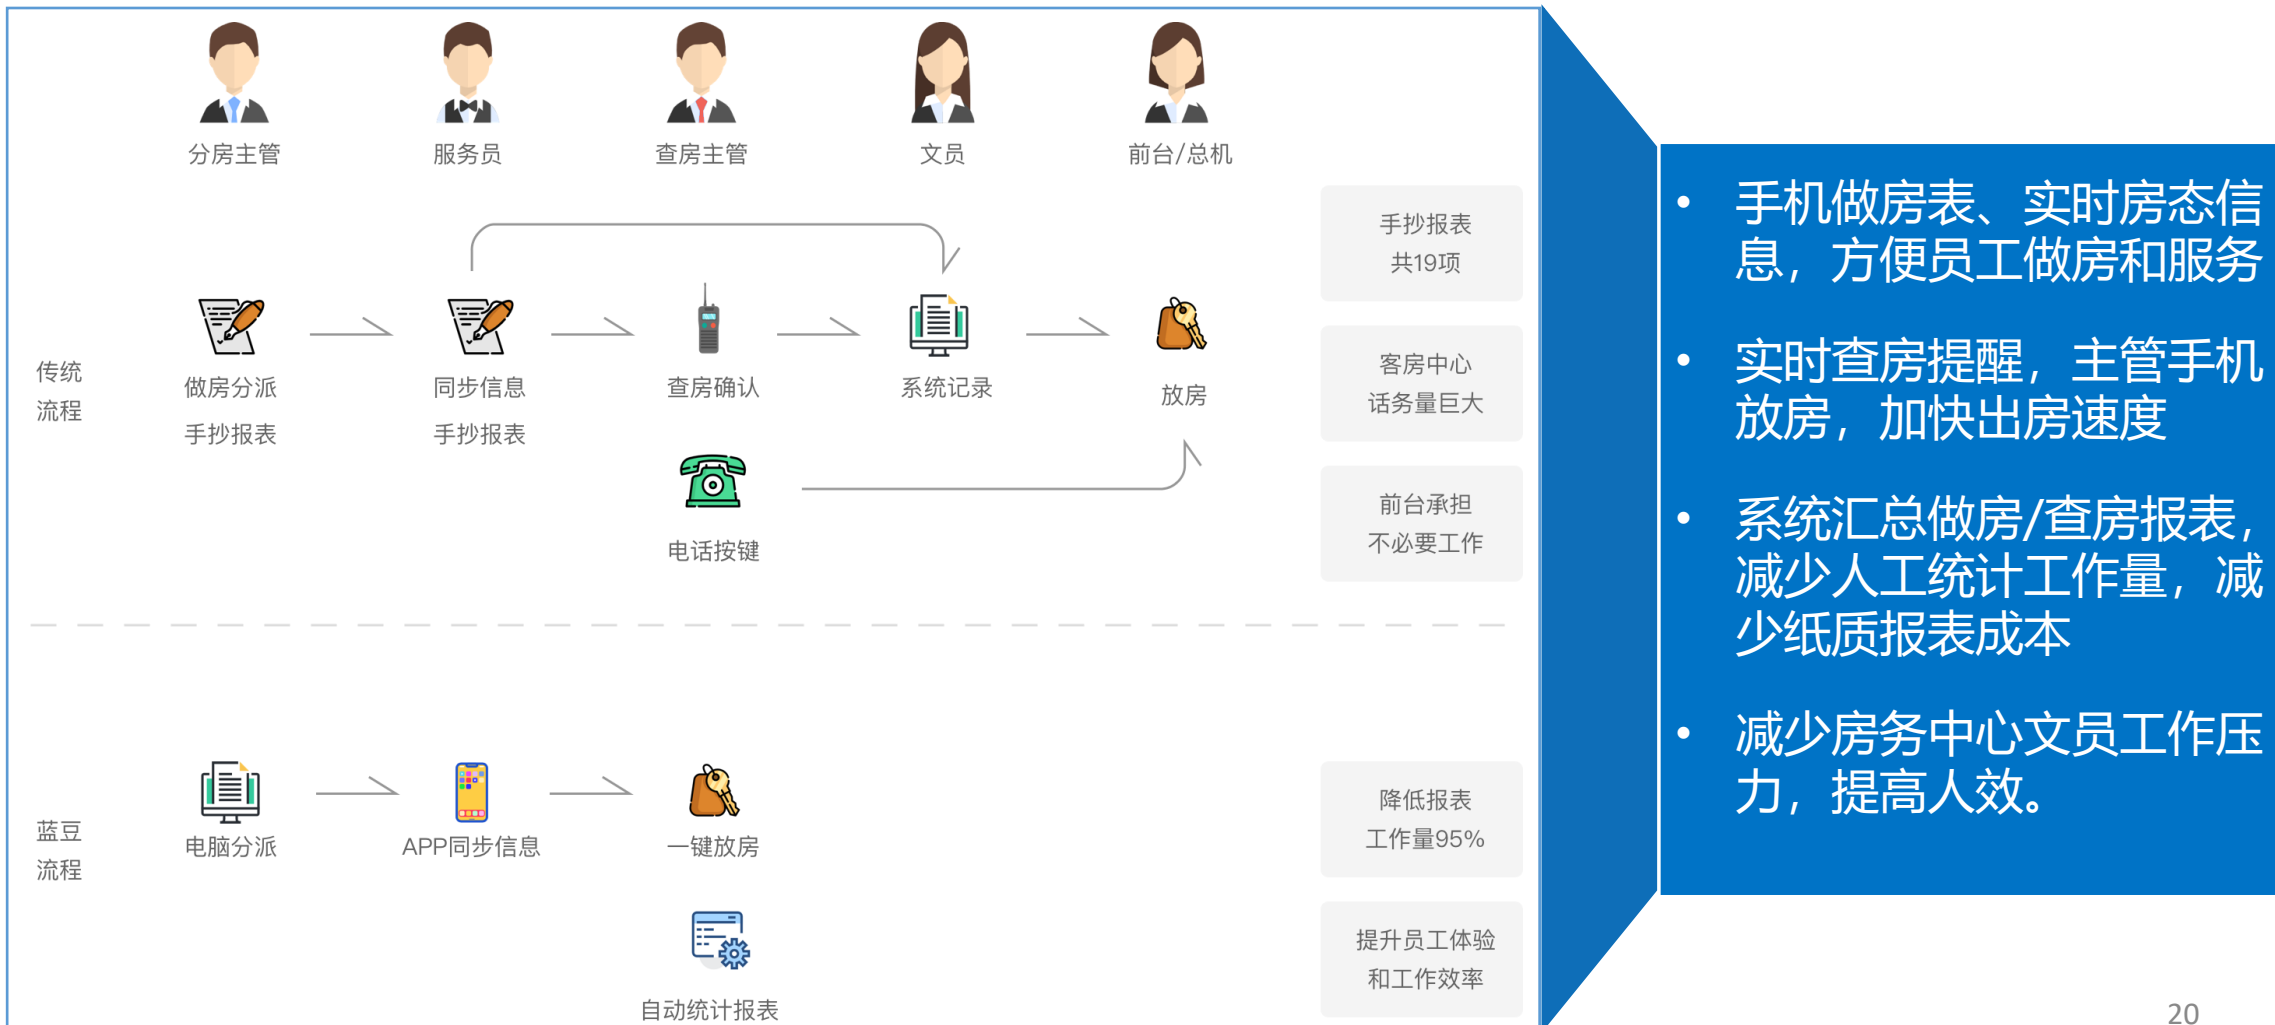 分房主管
服务员
查房主管
文员
前台/总机
传统
流程
做房分派
手抄报表
同步信息
手抄报表
查房确认
系统记录
放房
电话按键
手抄报表
共19项
客房中心
话务量巨大
前台承担
不必要工作
蓝豆
流程
电脑分派
APP同步信息
一键放房
自动统计报表
降低报表
工作量95%
提升员工体验
和工作效率
• 手机做房表、实时房态信
息，方便员工做房和服务
• 实时查房提醒，主管手机
放房，加快出房速度
• 系统汇总做房/查房报表，
减少人工统计工作量，减
少纸质报表成本
• 减少房务中心文员工作压
力，提高人效。
20